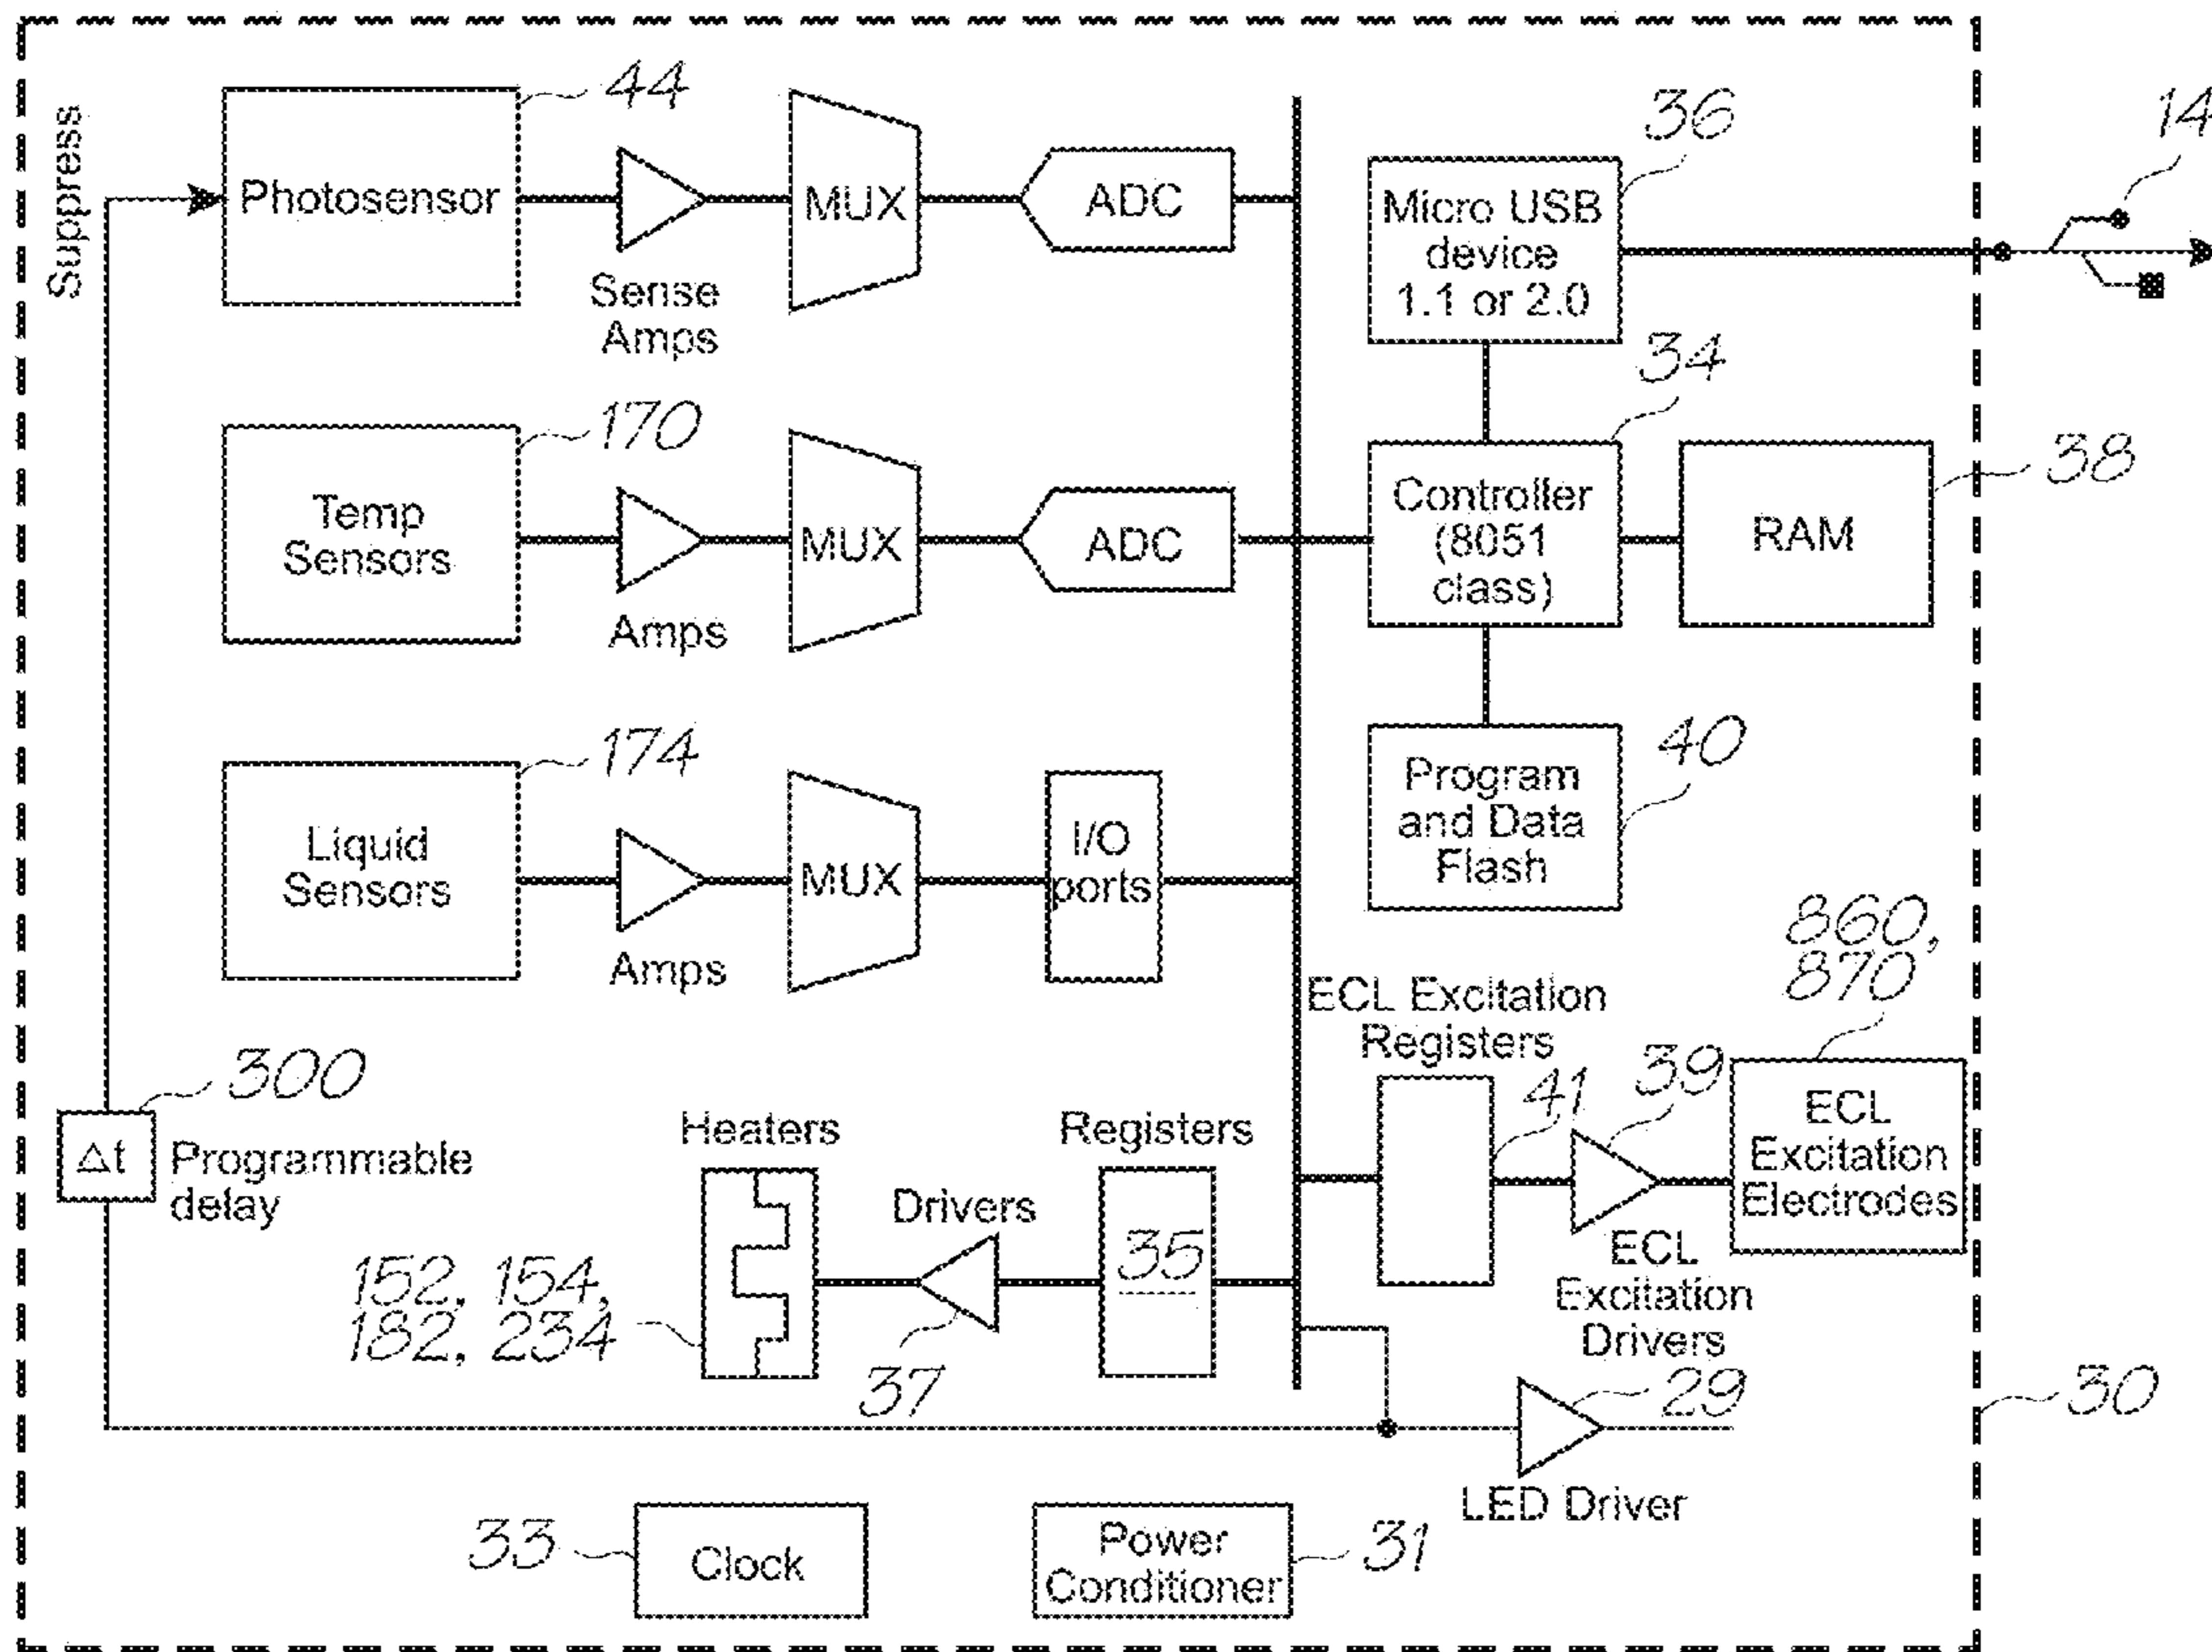 Suppress
44
Photosensor
Sense
Amps
MUX
ADC
36
Micro USB
device
1.1 or 2.0
14
170
Temp
Sensors
Amps
MUX
ADC
34
Controller
(8051
class)
38
RAM
174
Liquid
Sensors
Amps
MUX
I/O
ports
40
Program
and Data
Flash
860,
870
ECL Excitation
Registers
41
39
ECL
Excitation
Electrodes
ECL
Excitation
Drivers
300
Δt
Programmable
delay
Heaters
152, 154,
182, 234
Drivers
37
Registers
35
29
LED Driver
30
33
Clock
Power
Conditioner
31